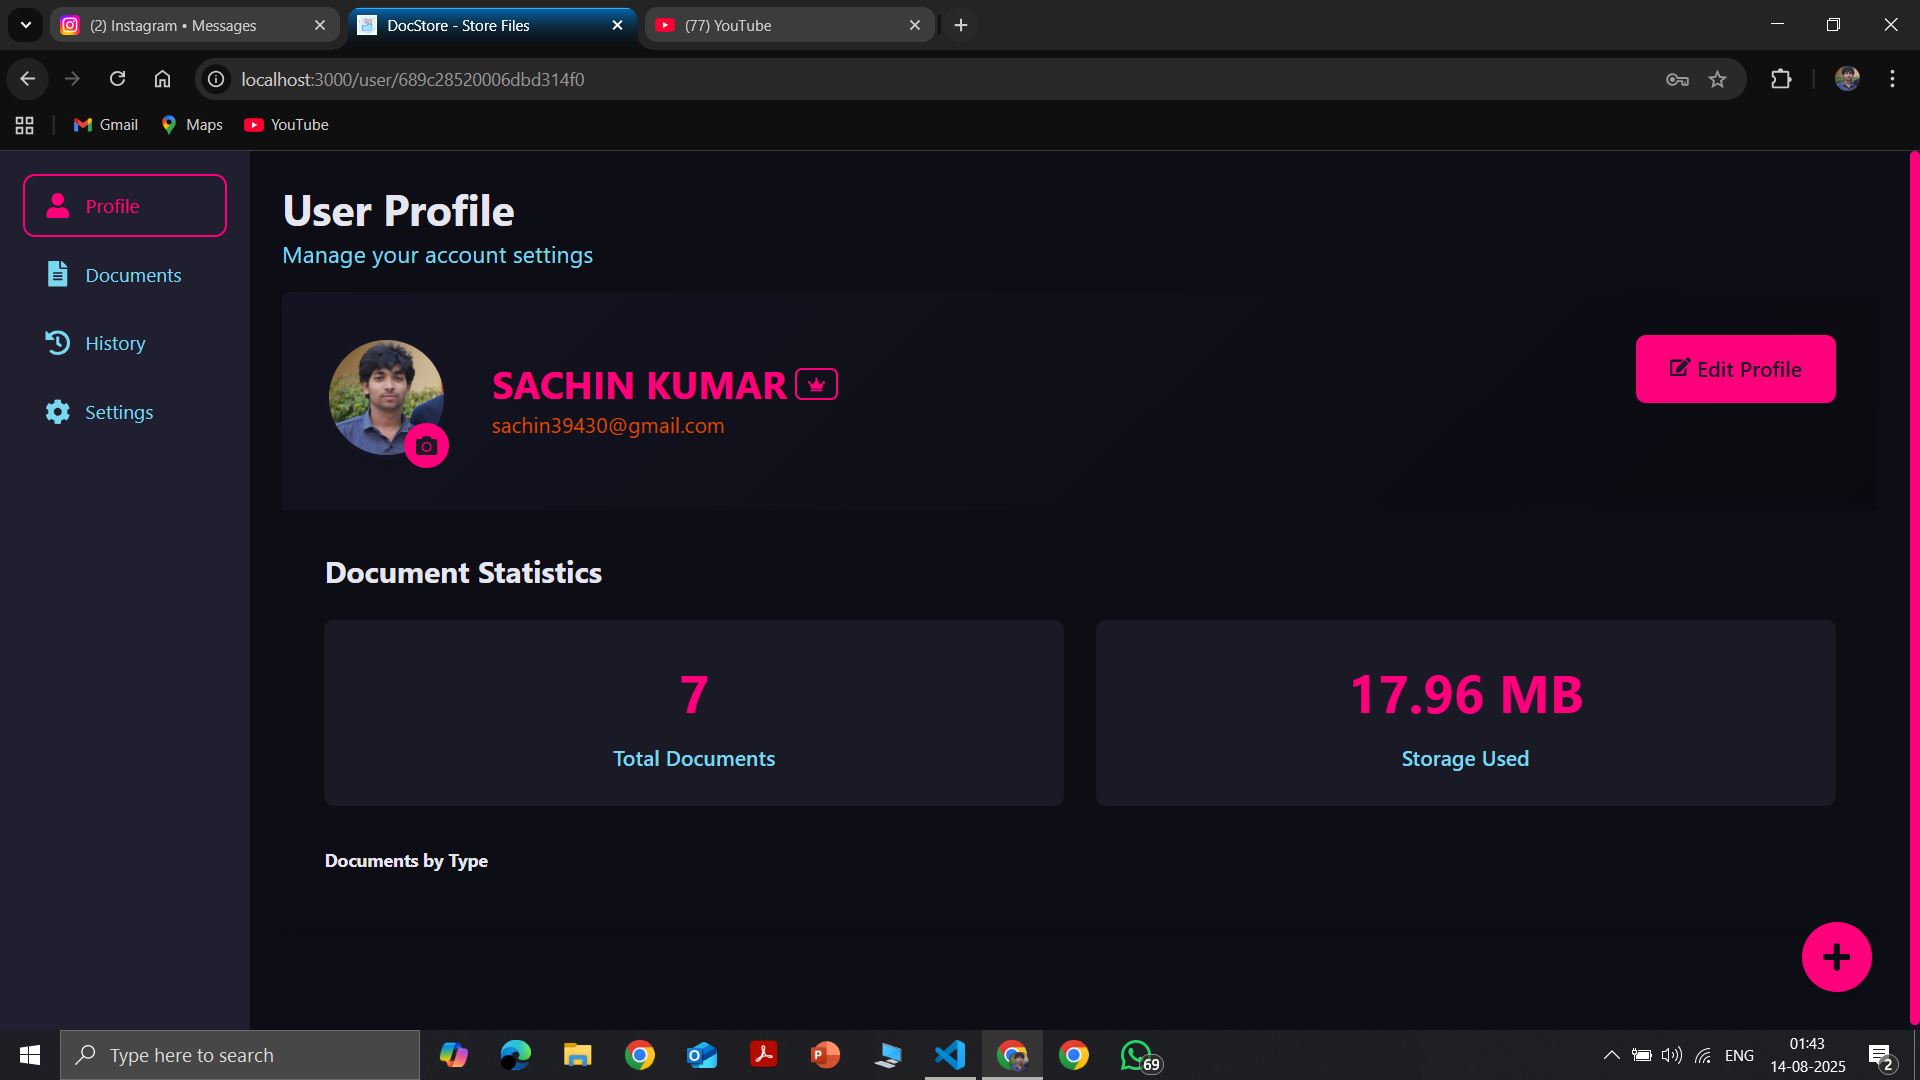 (2) Instagram • Messages
DocStore - Store Files
(77) YouTube
localhost:3000/user/689c28520006dbd314f0
Gmail
Maps
YouTube
Profile
Documents
History
Settings
User Profile
Manage your account settings
SACHIN KUMAR
sachin39430@gmail.com
Edit Profile
Document Statistics
7
Total Documents
17.96 MB
Storage Used
Documents by Type
Type here to search
69
ENG
01:43
14-08-2025
2